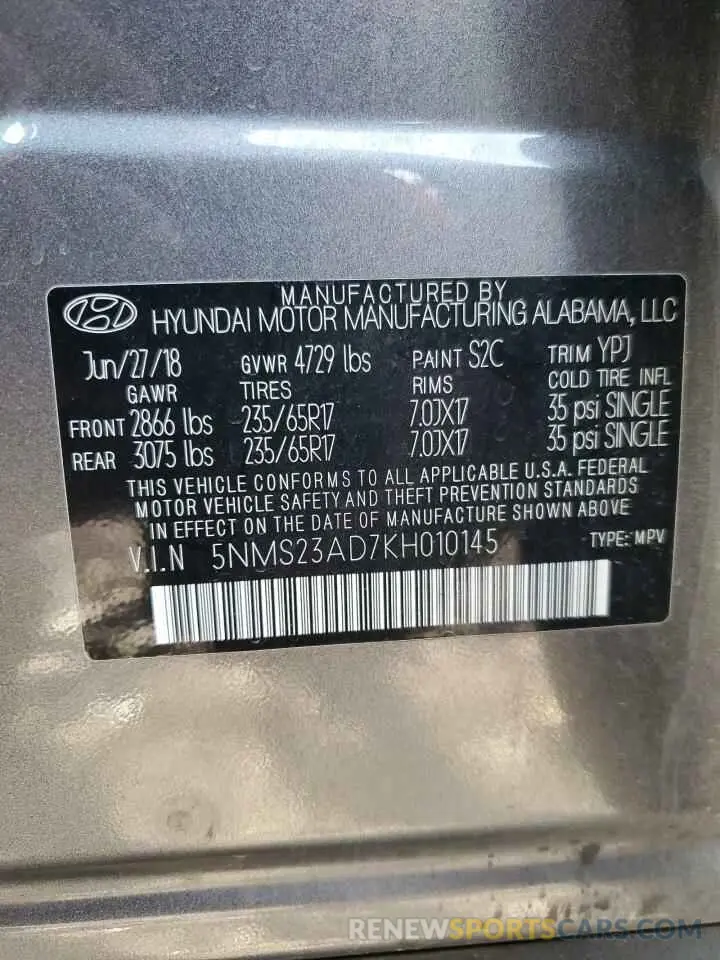 MANUFACTURED BY
HYUNDAI MOTOR MANUFACTURING ALABAMA, LLC
Jun/27/18 GVWR 4729 lbs PAINT S2C TRIM YPJ
GAWR TIRES RIMS COLD TIRE INFL
FRONT 2866 lbs 235/65R17 7.0JX17 35 psi SINGLE
REAR 3075 lbs 235/65R17 7.0JX17 35 psi SINGLE
THIS VEHICLE CONFORMS TO ALL APPLICABLE U.S.A. FEDERAL
MOTOR VEHICLE SAFETY AND THEFT PREVENTION STANDARDS
IN EFFECT ON THE DATE OF MANUFACTURE SHOWN ABOVE
V.I.N 5NMS23AD7KH010145 TYPE: MPV
RENEWSPORTSCARS.COM